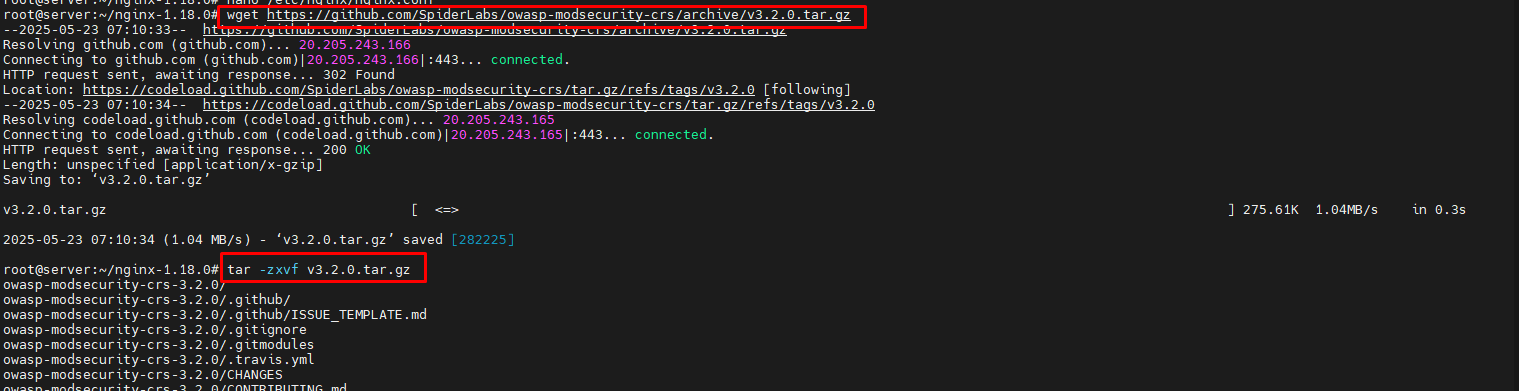 root@server:~/nginx-1.18.0# nano /etc/nginx/nginx.conf
root@server:~/nginx-1.18.0# wget https://github.com/SpiderLabs/owasp-modsecurity-crs/archive/v3.2.0.tar.gz
--2025-05-23 07:10:33-- https://github.com/SpiderLabs/owasp-modsecurity-crs/archive/v3.2.0.tar.gz
Resolving github.com (github.com)... 20.205.243.166
Connecting to github.com (github.com)|20.205.243.166|:443... connected.
HTTP request sent, awaiting response... 302 Found
Location: https://codeload.github.com/SpiderLabs/owasp-modsecurity-crs/tar.gz/refs/tags/v3.2.0 [following]
--2025-05-23 07:10:34-- https://codeload.github.com/SpiderLabs/owasp-modsecurity-crs/tar.gz/refs/tags/v3.2.0
Resolving codeload.github.com (codeload.github.com)... 20.205.243.165
Connecting to codeload.github.com (codeload.github.com)|20.205.243.165|:443... connected.
HTTP request sent, awaiting response... 200 OK
Length: unspecified [application/x-gzip]
Saving to: ‘v3.2.0.tar.gz’
v3.2.0.tar.gz [ <=> ] 275.61K 1.04MB/s in 0.3s
2025-05-23 07:10:34 (1.04 MB/s) - ‘v3.2.0.tar.gz’ saved [282225]
root@server:~/nginx-1.18.0# tar -zxvf v3.2.0.tar.gz
owasp-modsecurity-crs-3.2.0/
owasp-modsecurity-crs-3.2.0/.github/
owasp-modsecurity-crs-3.2.0/.github/ISSUE_TEMPLATE.md
owasp-modsecurity-crs-3.2.0/.gitignore
owasp-modsecurity-crs-3.2.0/.gitmodules
owasp-modsecurity-crs-3.2.0/.travis.yml
owasp-modsecurity-crs-3.2.0/CHANGES
owasp-modsecurity-crs-3.2.0/CONTRIBUTING.md